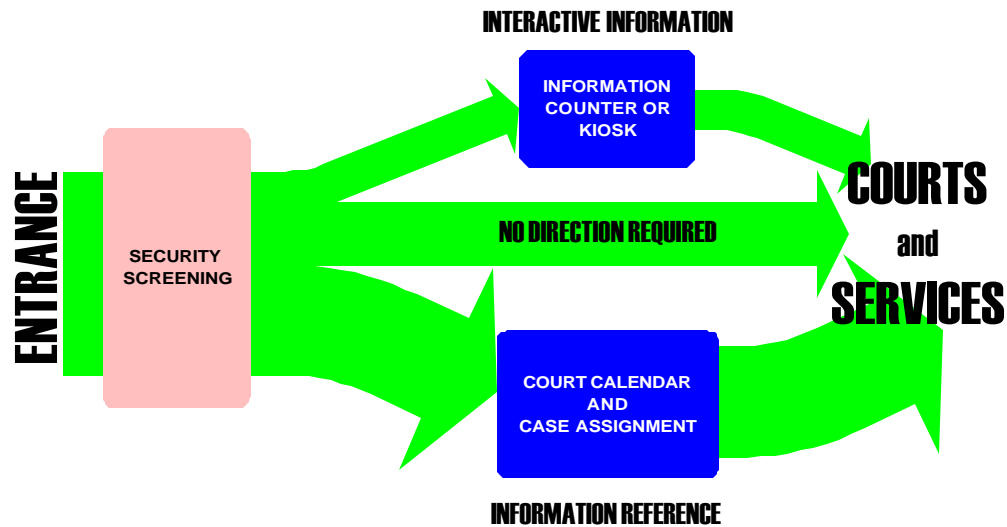 INTERACTIVE INFORMATION
INFORMATION
COUNTER OR
KIOSK
ENTRANCE
SECURITY
SCREENING
NO DIRECTION REQUIRED
COURTS
and
SERVICES
COURT CALENDAR
AND
CASE ASSIGNMENT
INFORMATION REFERENCE